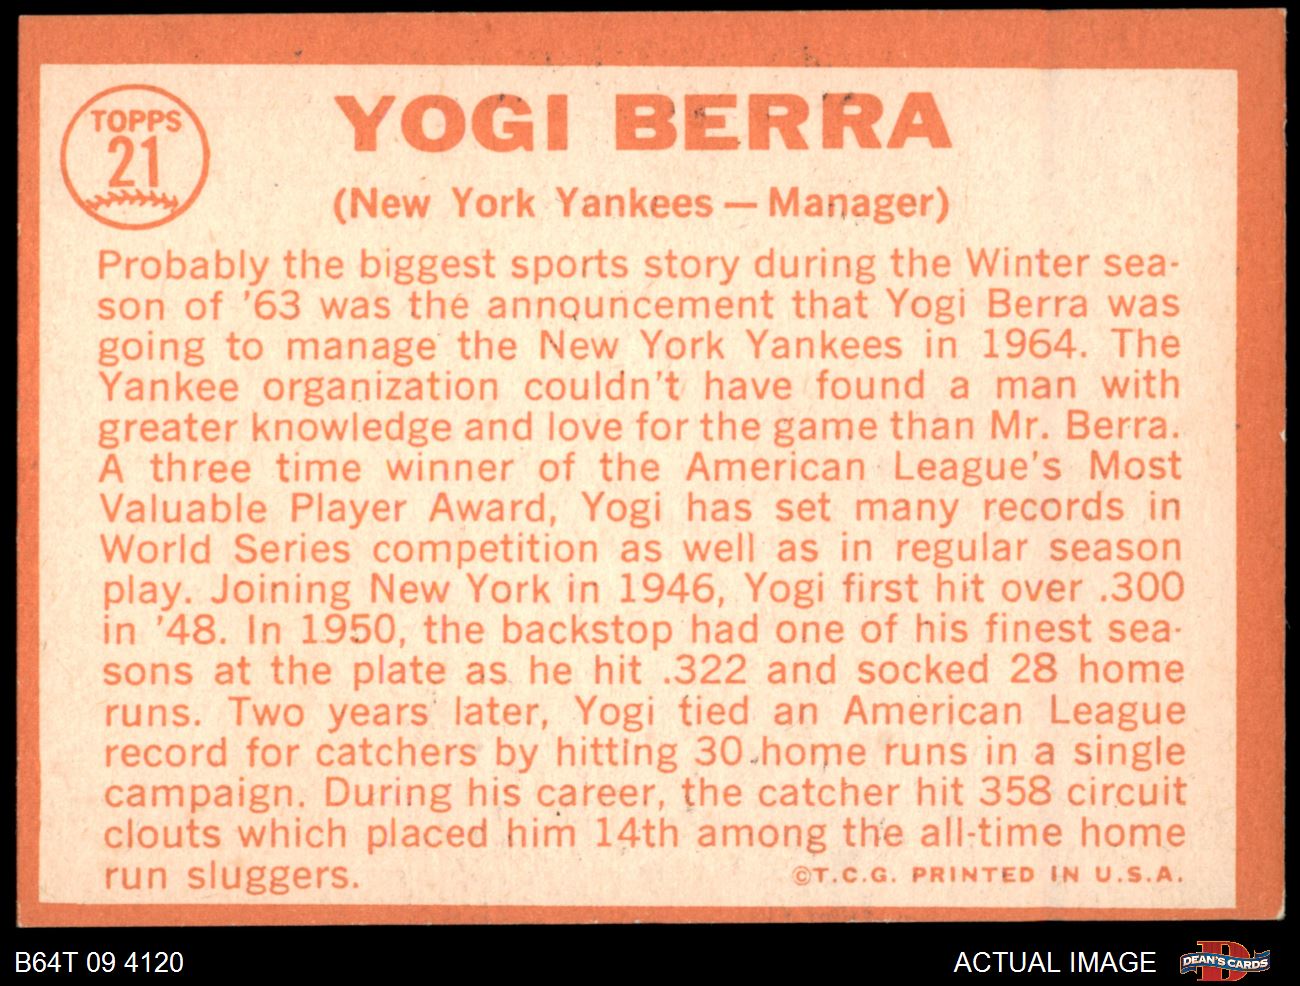 TOPPS
21
YOGI BERRA
(New York Yankees — Manager)
Probably the biggest sports story during the Winter sea-
son of '63 was the announcement that Yogi Berra was
going to manage the New York Yankees in 1964. The
Yankee organization couldn't have found a man with
greater knowledge and love for the game than Mr. Berra.
A three time winner of the American League's Most
Valuable Player Award, Yogi has set many records in
World Series competition as well as in regular season
play. Joining New York in 1946, Yogi first hit over .300
in '48. In 1950, the backstop had one of his finest sea-
sons at the plate as he hit .322 and socked 28 home
runs. Two years later, Yogi tied an American League
record for catchers by hitting 30 home runs in a single
campaign. During his career, the catcher hit 358 circuit
clouts which placed him 14th among the all-time home
run sluggers.
©T.C.G. PRINTED IN U.S.A.
B64T 09 4120
ACTUAL IMAGE
D
DEAN'S CARDS